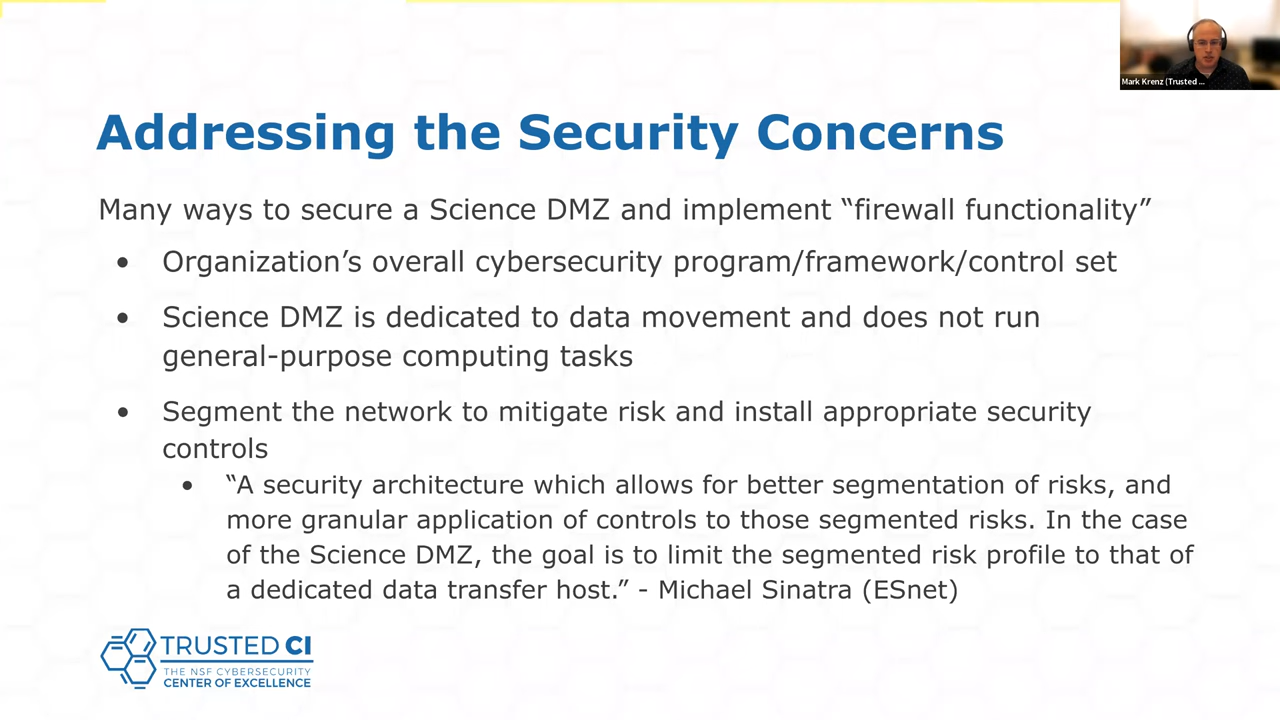 Mark Krenz (Trusted ...
Addressing the Security Concerns
Many ways to secure a Science DMZ and implement “firewall functionality”
• Organization’s overall cybersecurity program/framework/control set
• Science DMZ is dedicated to data movement and does not run
general-purpose computing tasks
• Segment the network to mitigate risk and install appropriate security
controls
• “A security architecture which allows for better segmentation of risks, and
more granular application of controls to those segmented risks. In the case
of the Science DMZ, the goal is to limit the segmented risk profile to that of
a dedicated data transfer host.” - Michael Sinatra (ESnet)
TRUSTED CI
THE NSF CYBERSECURITY
CENTER OF EXCELLENCE